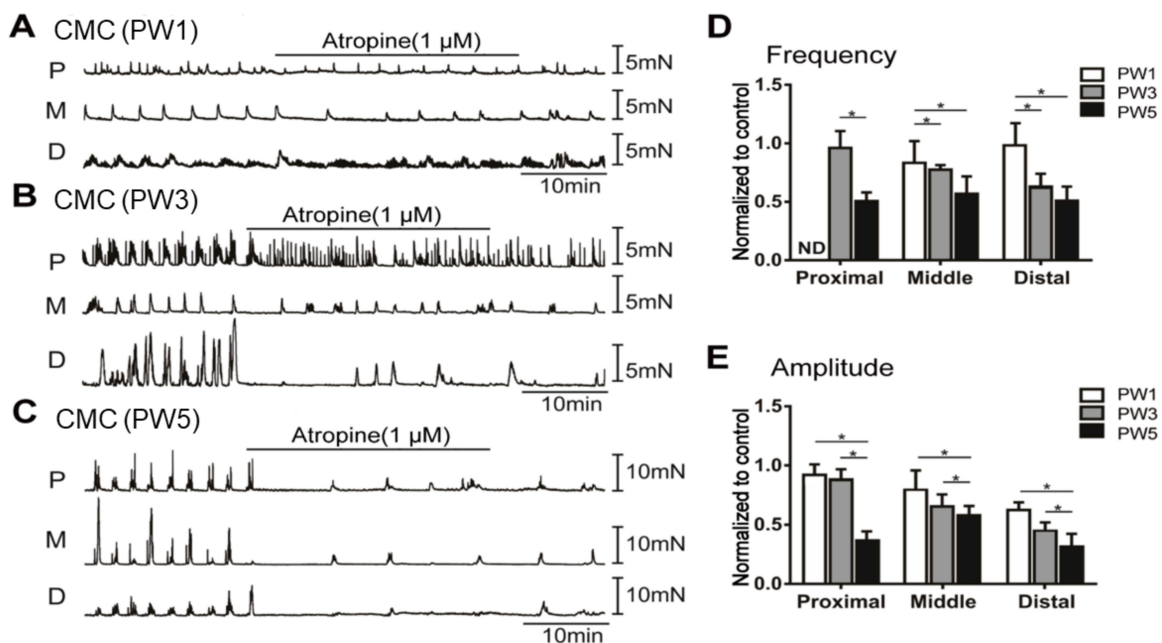 A CMC (PW1)
Atropine(1 µM)
P
5mN
M
5mN
D
5mN
10min
B CMC (PW3)
Atropine(1 µM)
P
5mN
M
5mN
D
5mN
10min
C CMC (PW5)
Atropine(1 µM)
P
10mN
M
10mN
D
10mN
10min
D Frequency
Normalized to control
1.5
1.0
0.5
0.0
ND
* * * * *
Proximal Middle Distal
PW1
PW3
PW5
E Amplitude
Normalized to control
1.5
1.0
0.5
0.0
* * * * * *
Proximal Middle Distal
PW1
PW3
PW5